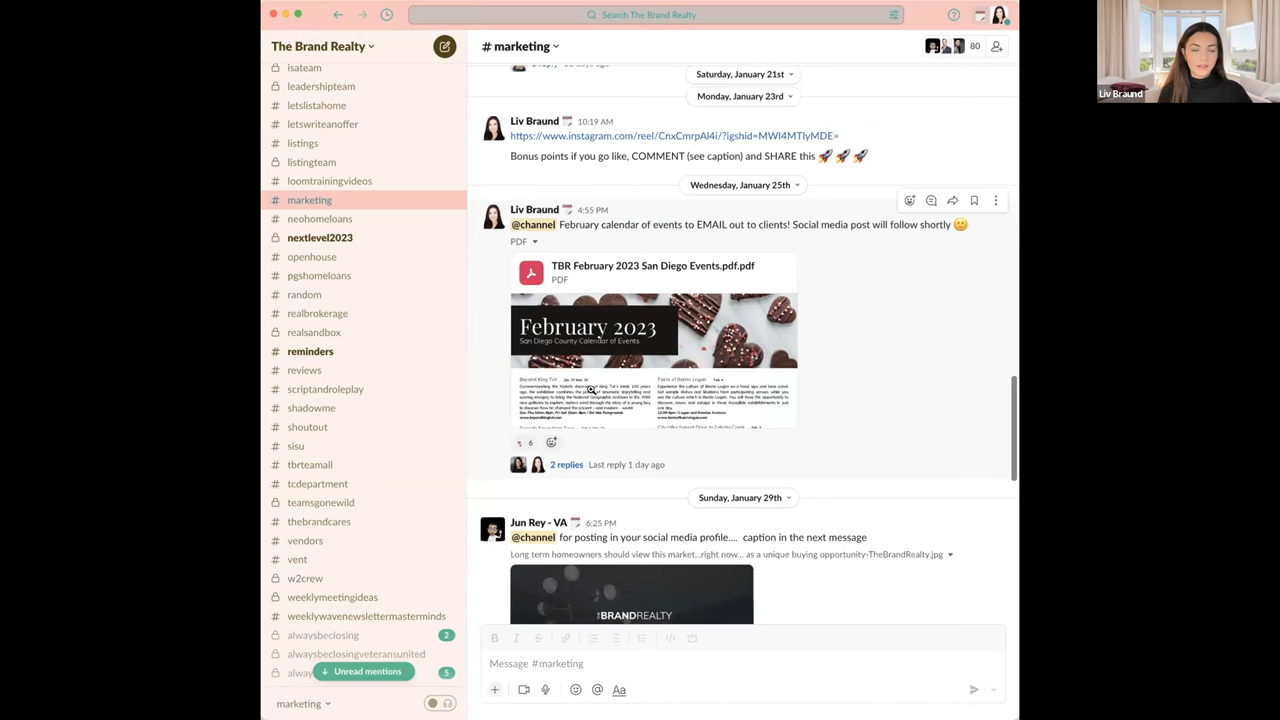 Search The Brand Realty
The Brand Realty
isateam
leadershipteam
letslistahome
letswriteanoffer
listings
listingteam
loomtrainingvideos
marketing
neohomeloans
nextlevel2023
openhouse
pgshomeloans
random
realbrokerage
realsandbox
reminders
reviews
scriptandroleplay
shadowme
shoutout
sisu
tbrteamall
tcdepartment
teamsgonewild
thebrandcares
vendors
vent
w2crew
weeklymeetingideas
weeklywavenewslettermasterminds
alwaysbeclosing 2
alwaysbeclosingveteransunited
alway 5
↓ Unread mentions
marketing
# marketing
80
Saturday, January 21st
Monday, January 23rd
Liv Braund 10:19 AM
https://www.instagram.com/reel/CnxCmrpAl4i/?igshid=MWI4MTIyMDE=
Bonus points if you go like, COMMENT (see caption) and SHARE this 🚀 🚀 🚀
Wednesday, January 25th
Liv Braund 4:55 PM
@channel February calendar of events to EMAIL out to clients! Social media post will follow shortly
PDF
TBR February 2023 San Diego Events.pdf.pdf
PDF
February 2023
San Diego County Calendar of Events
6
2 replies Last reply 1 day ago
Sunday, January 29th
Jun Rey - VA 6:25 PM
@channel for posting in your social media profile.... caption in the next message
Long term homeowners should view this market...right now... as a unique buying opportunity-TheBrandRealty.jpg
THE BRANDREALTY
Message #marketing
Liv Braund